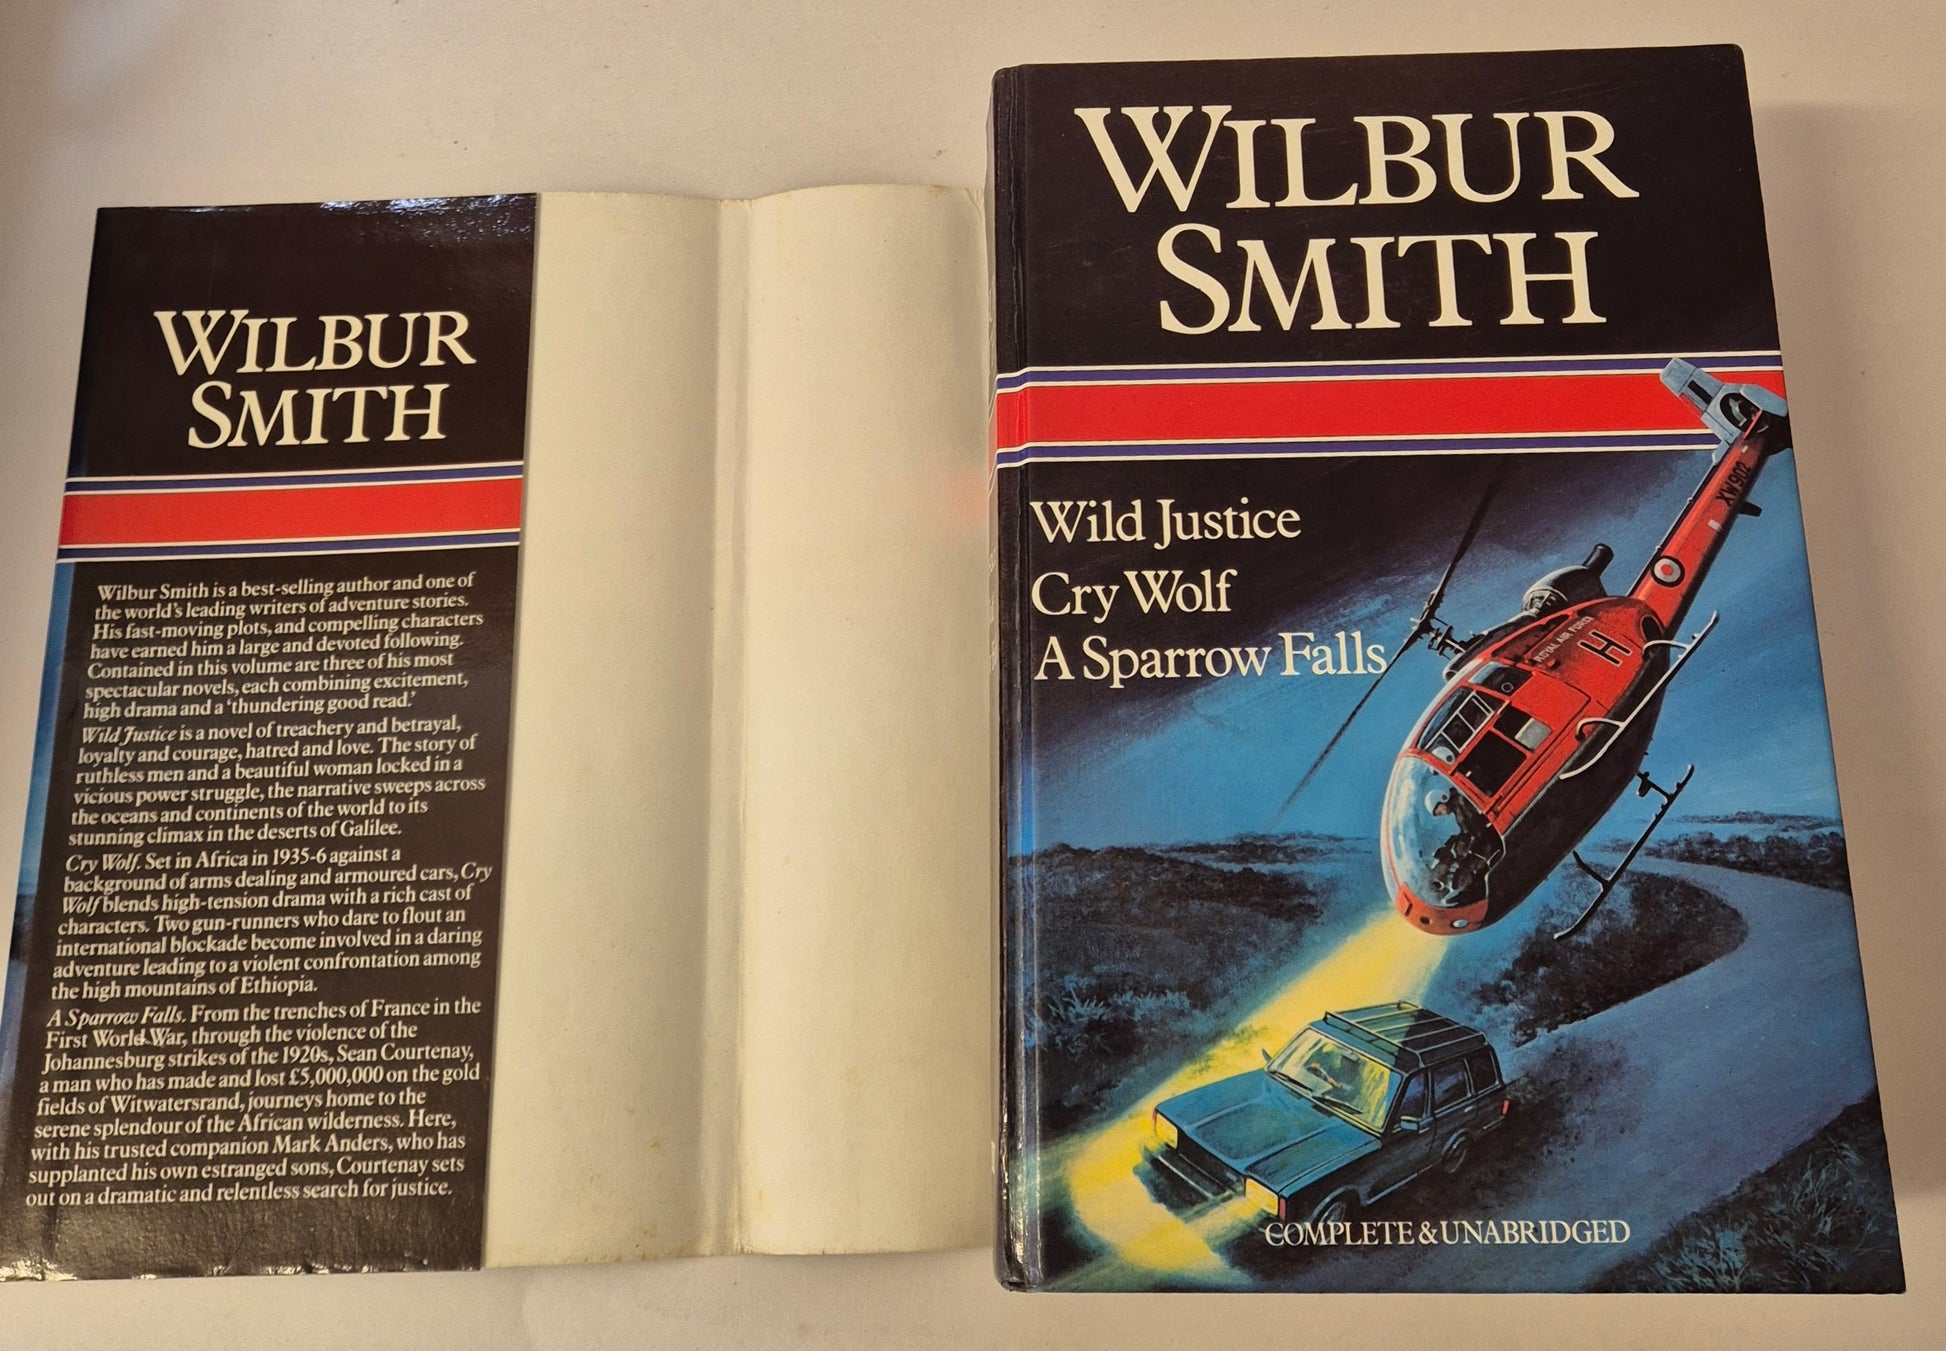 WILBUR
SMITH
Wilbur Smith is a best-selling author and one of
the world's leading writers of adventure stories.
His fast-moving plots, and compelling characters
have earned him a large and devoted following.
Contained in this volume are three of his most
spectacular novels, each combining excitement,
high drama and a 'thundering good read.'
Wild Justice is a novel of treachery and betrayal,
loyalty and courage, hatred and love. The story of
ruthless men and a beautiful woman locked in a
vicious power struggle, the narrative sweeps across
the oceans and continents of the world to its
stunning climax in the deserts of Galilee.
Cry Wolf. Set in Africa in 1935-6 against a
background of arms dealing and armoured cars, Cry
Wolf blends high-tension drama with a rich cast of
characters. Two gun-runners who dare to flout an
international blockade become involved in a daring
adventure leading to a violent confrontation among
the high mountains of Ethiopia.
A Sparrow Falls. From the trenches of France in the
First World War, through the violence of the
Johannesburg strikes of the 1920s, Sean Courtenay,
a man who has made and lost £5,000,000 on the gold
fields of Witwatersrand, journeys home to the
serene splendour of the African wilderness. Here,
with his trusted companion Mark Anders, who has
supplanted his own estranged sons, Courtenay sets
out on a dramatic and relentless search for justice.
WILBUR
SMITH
Wild Justice
Cry Wolf
A Sparrow Falls
XW902
ROYAL AIR FORCE
H
COMPLETE & UNABRIDGED